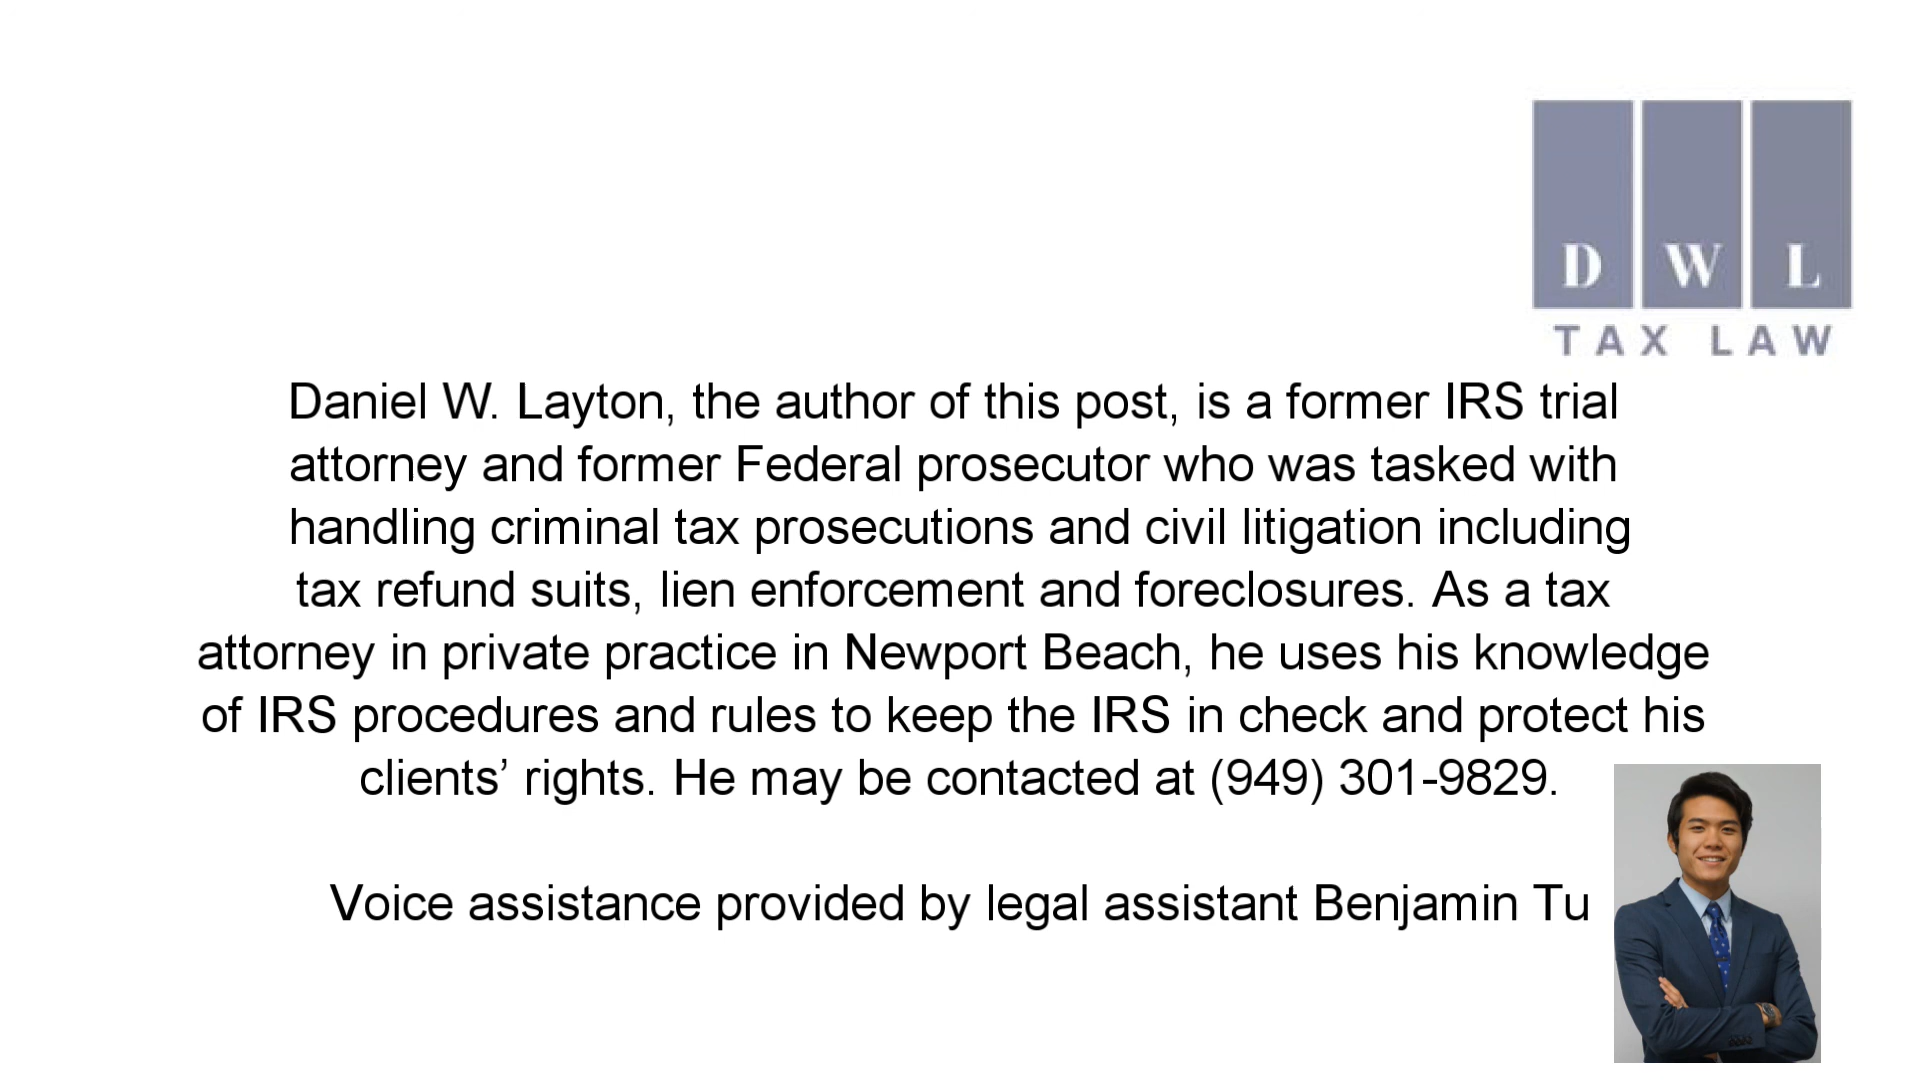 D W L
TAX LAW
Daniel W. Layton, the author of this post, is a former IRS trial
attorney and former Federal prosecutor who was tasked with
handling criminal tax prosecutions and civil litigation including
tax refund suits, lien enforcement and foreclosures. As a tax
attorney in private practice in Newport Beach, he uses his knowledge
of IRS procedures and rules to keep the IRS in check and protect his
clients’ rights. He may be contacted at (949) 301-9829.
Voice assistance provided by legal assistant Benjamin Tu